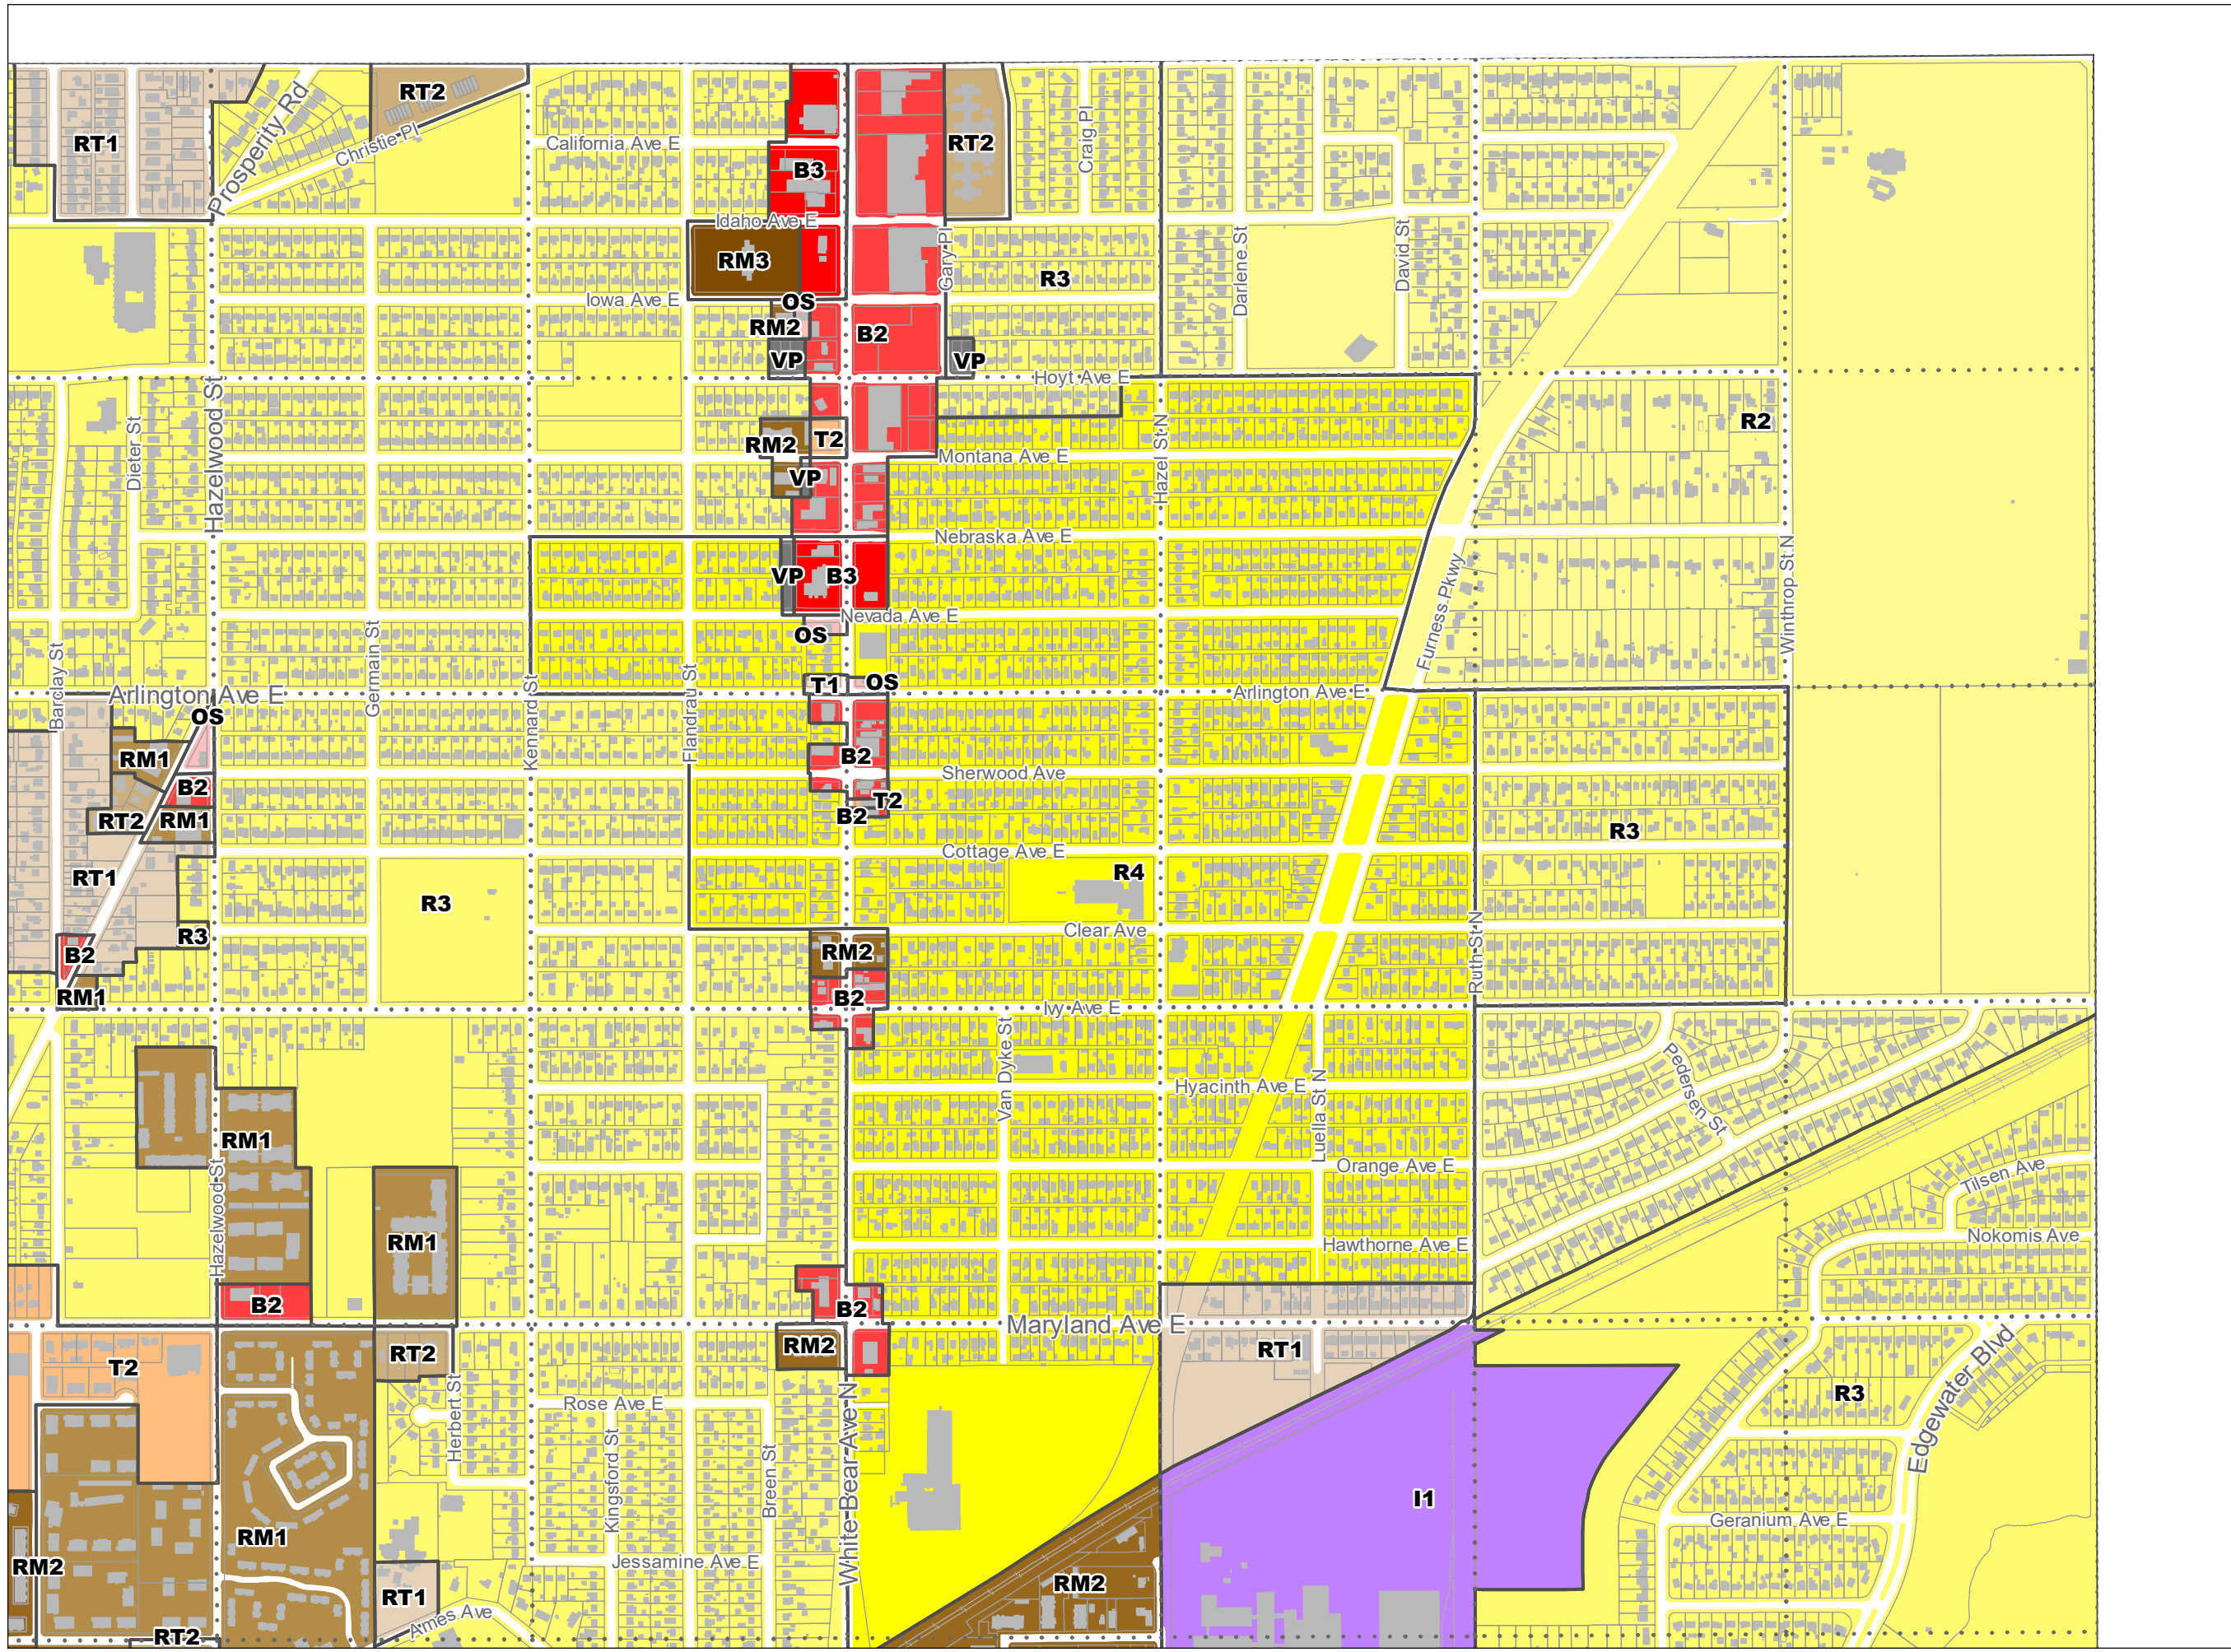 RT2
Prosperity Rd
RT1
Christie Pl
California Ave E
RT2
Craig Pl
B3
Idaho Ave E
RM3
Gary Pl
R3
Darlene St
David St
Iowa Ave E
OS
RM2
B2
VP
VP
Hoyt Ave E
Dieter St
Hazelwood St
RM2
T2
Montana Ave E
Hazel St N
R2
VP
Nebraska Ave E
VP
B3
Furness Pkwy
Winthrop St N
Nevada Ave E
OS
Barclay St
Germain St
Kennard St
Flandrau St
T1
OS
Arlington Ave E
Arlington Ave E
OS
RM1
B2
Sherwood Ave
B2
T2
RT2
RM1
B2
R3
Cottage Ave E
RT1
R4
R3
R3
Clear Ave
Ruth St N
B2
RM2
RM1
B2
Ivy Ave E
Van Dyke St
Pedersen St
Hyacinth Ave E
Luella St N
RM1
Hazelwood St
Orange Ave E
Tilsen Ave
RM1
Hawthorne Ave E
Nokomis Ave
B2
B2
Maryland Ave E
RM2
RT1
T2
RT2
Herbert St
Rose Ave E
R3
Edgewater Blvd
White Bear Ave N
Kingsford St
Breen St
I1
Geranium Ave E
RM1
RM2
Jessamine Ave E
RM2
RT1
Ames Ave
RT2